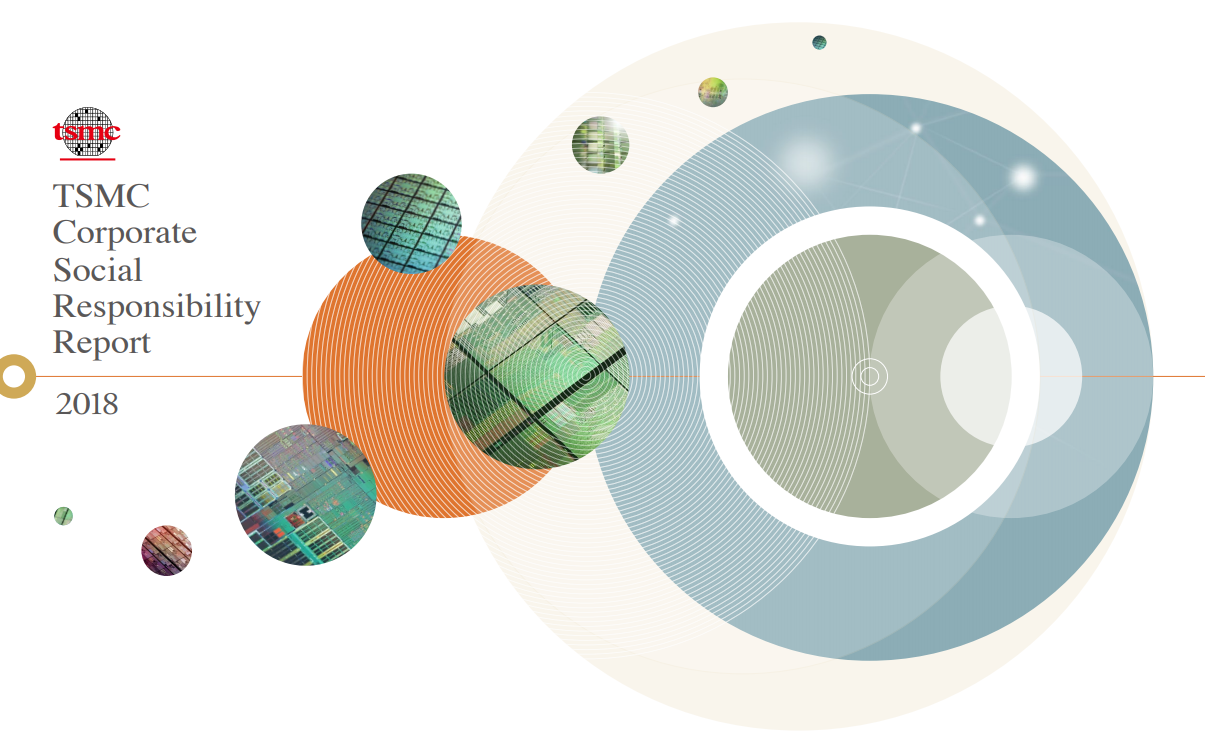 tsmc
TSMC
Corporate
Social
Responsibility
Report
2018